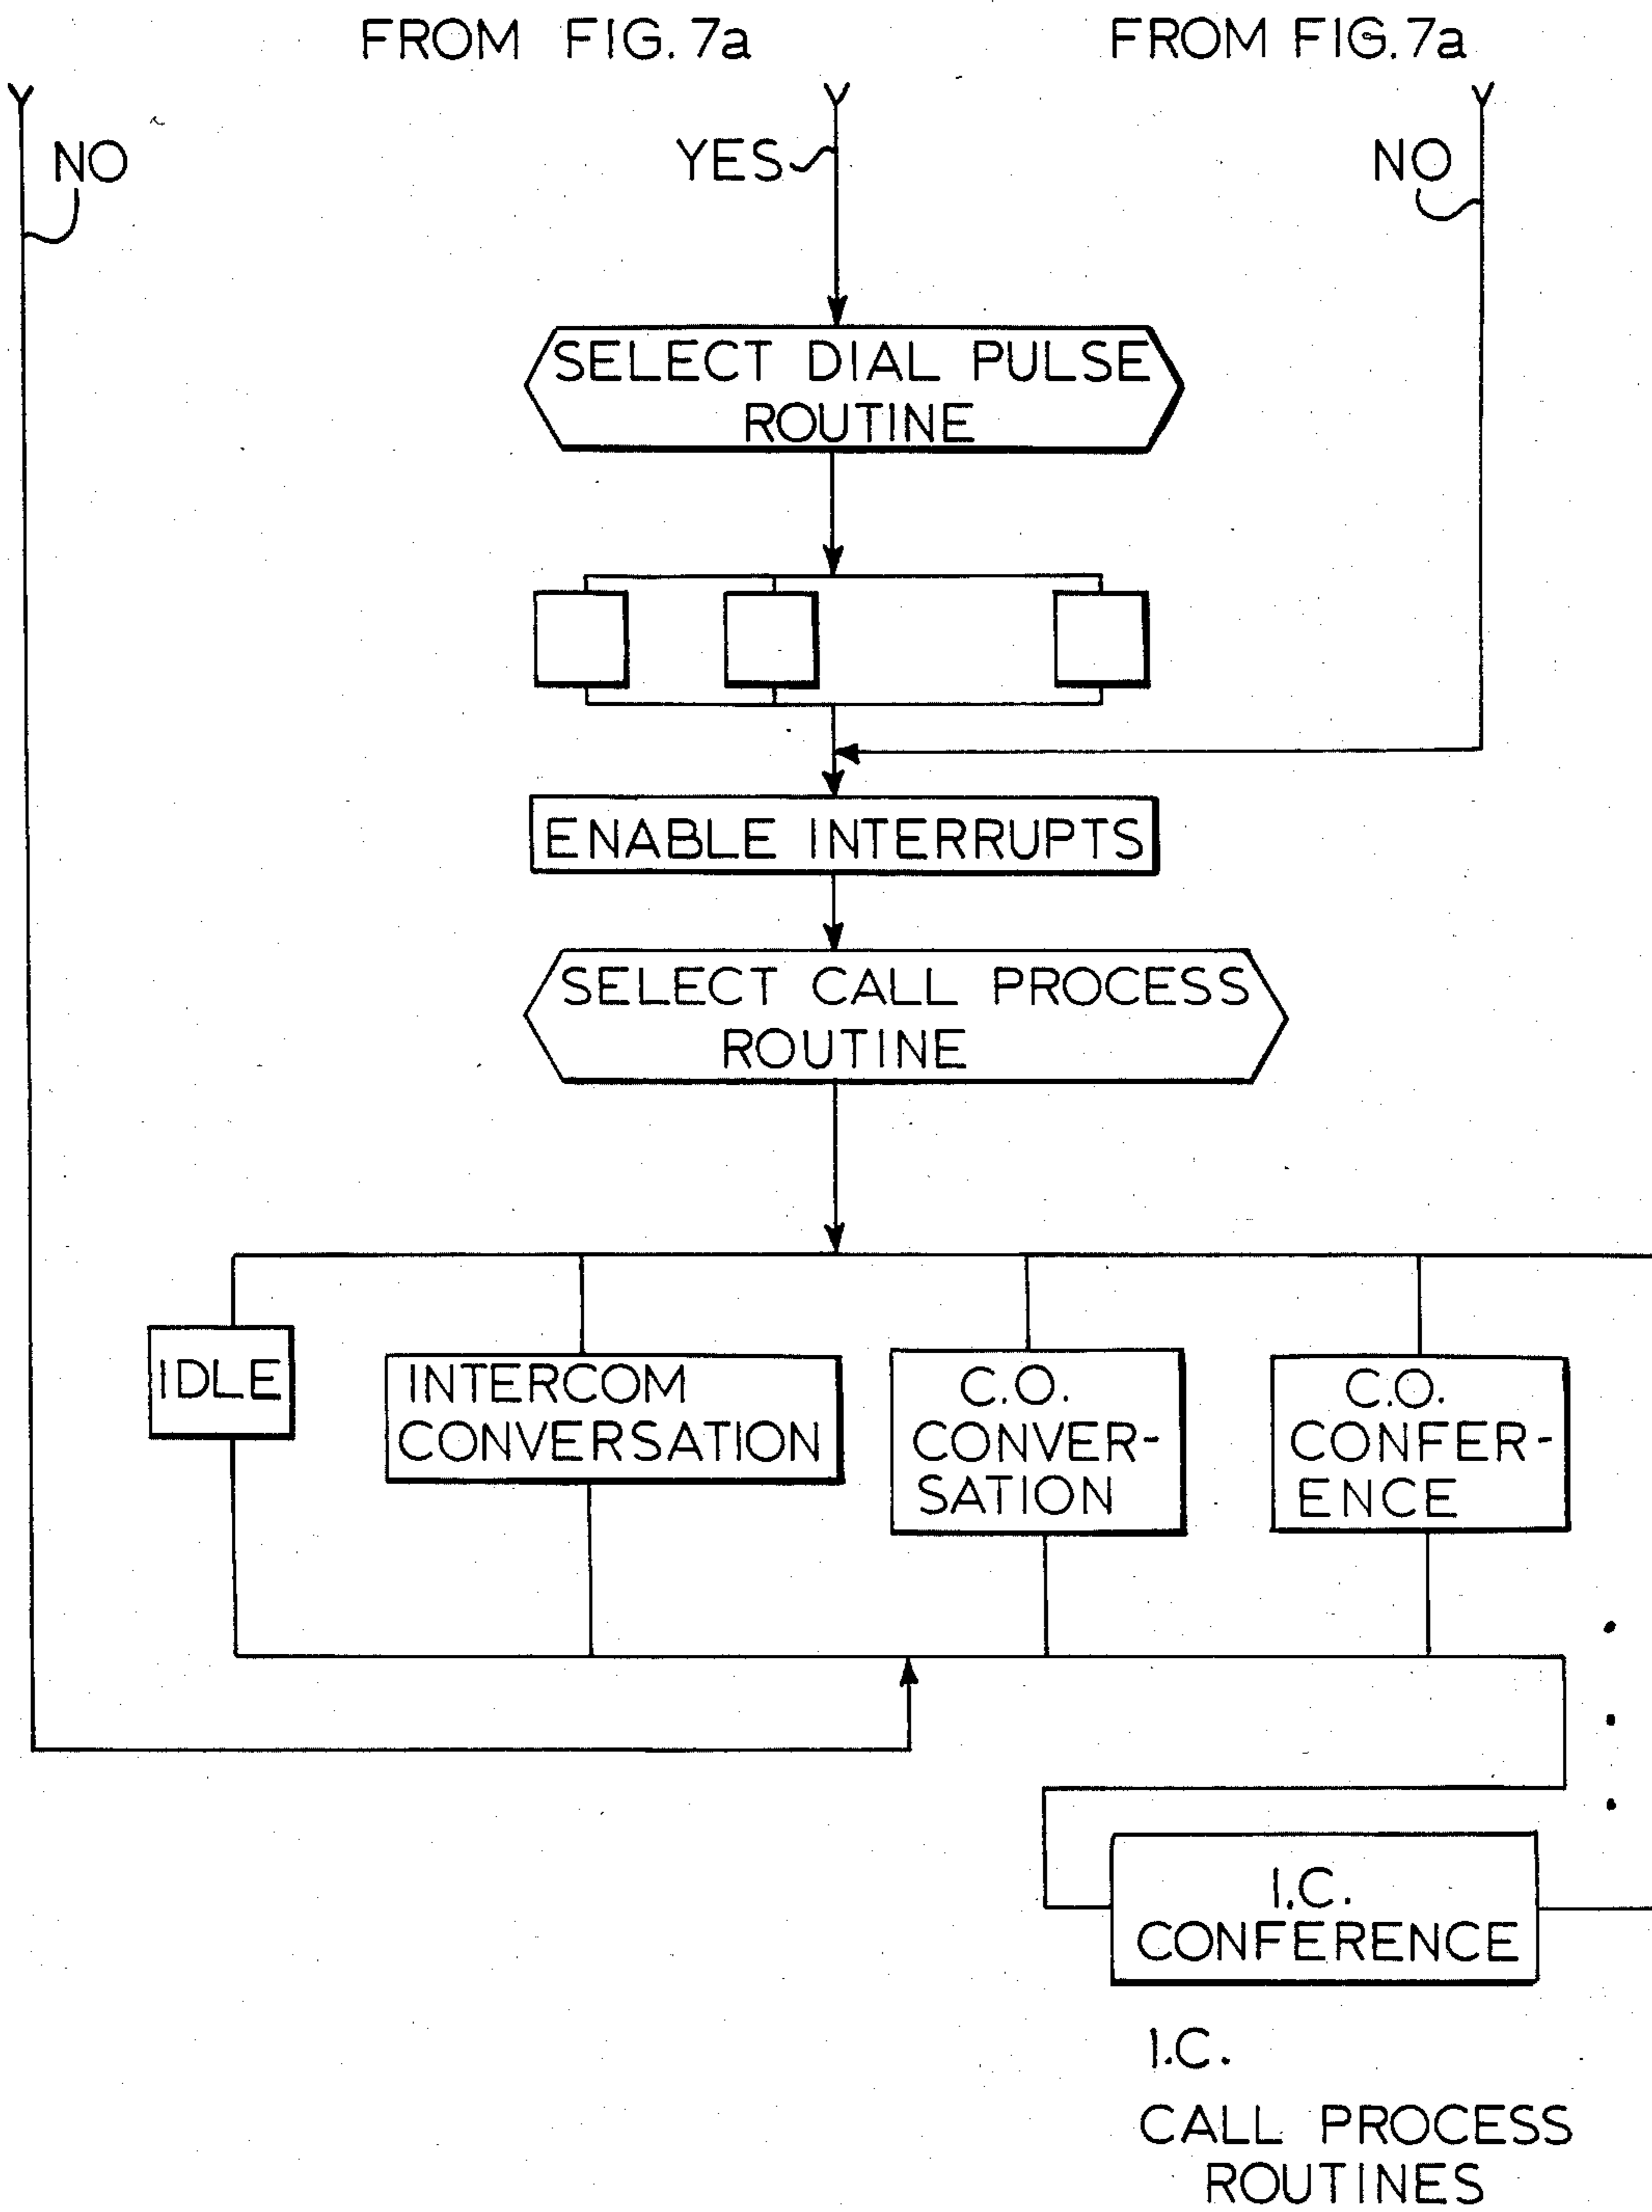 FROM FIG. 7a
FROM FIG. 7a
NO
YES
NO
SELECT DIAL PULSE
ROUTINE
ENABLE INTERRUPTS
SELECT CALL PROCESS
ROUTINE
IDLE
INTERCOM
CONVERSATION
C.O.
CONVER-
SATION
C.O.
CONFER-
ENCE
I.C.
CONFERENCE
I.C.
CALL PROCESS
ROUTINES